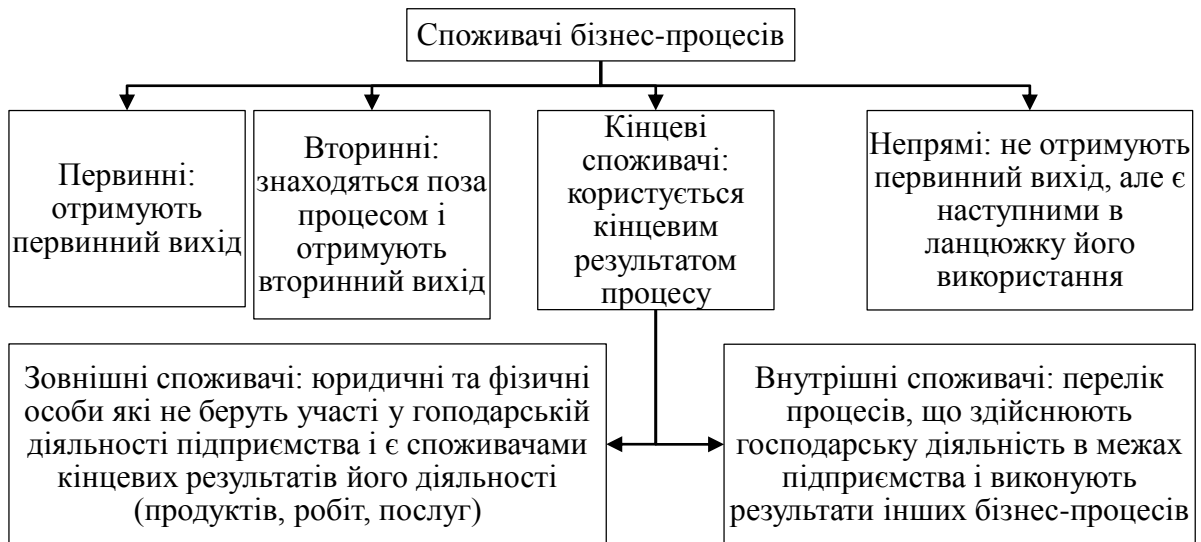 Споживачі бізнес-процесів
Первинні:
отримують
первинний вихід
Вторинні:
знаходяться поза
процесом і
отримують
вторинний вихід
Кінцеві
споживачі:
користується
кінцевим
результатом
процесу
Непрямі: не отримують
первинний вихід, але є
наступними в
ланцюжку його
використання
Зовнішні споживачі: юридичні та фізичні
особи які не беруть участі у гоподарській
діяльності підприємства і є споживачами
кінцевих результатів його діяльності
(продуктів, робіт, послуг)
Внутрішні споживачі: перелік
процесів, що здійснюють
господарську діяльність в межах
підприємства і виконують
результати інших бізнес-процесів